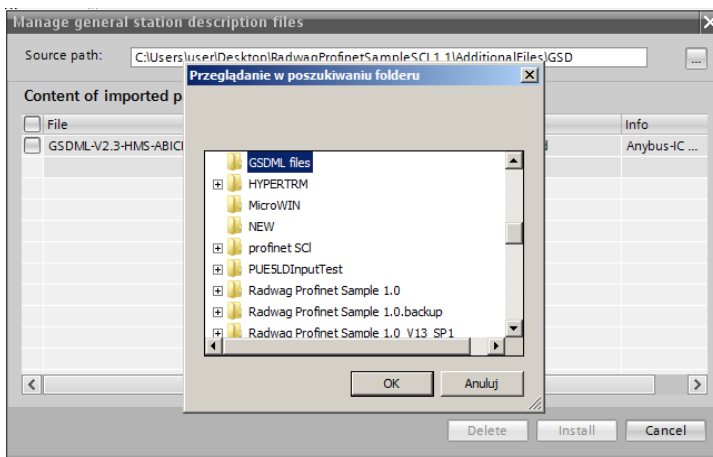 Manage general station description files
Source path: C:\Users\user\Desktop\RadwagProfinetSampleSCL1.1\AdditionalFiles\GSD ...
Przeglądanie w poszukiwaniu folderu
Content of imported p
File Info
GSDML-V2.3-HMS-ABICI Anybus-IC ...
GSDML files
HYPERTRM
MicroWIN
NEW
profinet SCl
PUE5LDInputTest
Radwag Profinet Sample 1.0
Radwag Profinet Sample 1.0.backup
Radwag Profinet Sample 1.0_V13_SP1
OK Anuluj
Delete Install Cancel